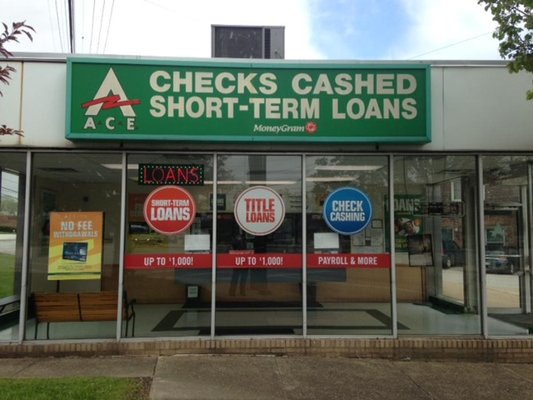 CHECKS CASHED
SHORT-TERM LOANS
A·C·E
MoneyGram
LOANS
NO FEE
WITHDRAWALS
SHORT-TERM
LOANS
TITLE
LOANS
CHECK
CASHING
LOANS
UP TO $1,000!
UP TO $1,000!
PAYROLL & MORE